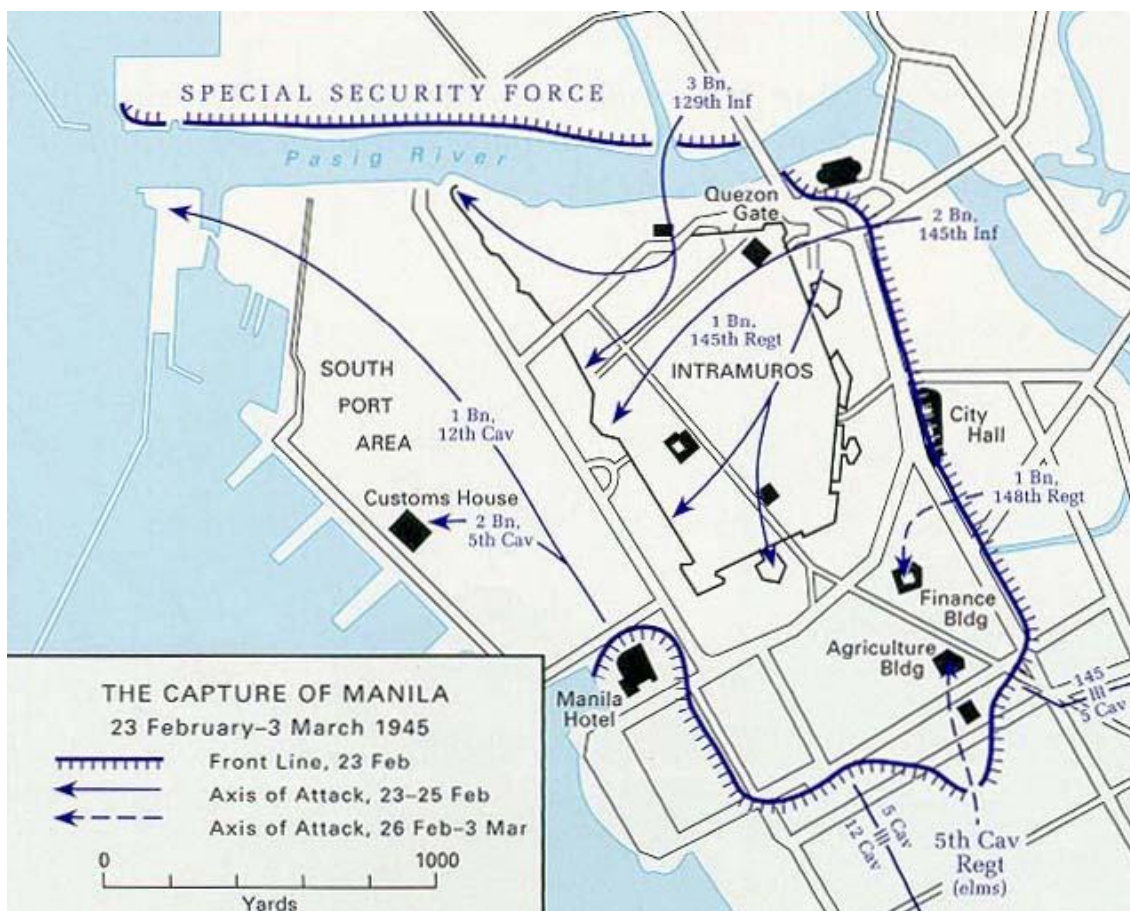 SPECIAL SECURITY FORCE
Pasig River
3 Bn,
129th Inf
Quezon
Gate
2 Bn,
145th Inf
1 Bn,
145th Regt
INTRAMUROS
SOUTH
PORT
AREA
1 Bn,
12th Cav
City
Hall
Customs House
2 Bn,
5th Cav
1 Bn,
148th Regt
Finance
Bldg
Agriculture
Bldg
Manila
Hotel
145
III
5 Cav
5 Cav
III
12 Cav
5th Cav
Regt
(elms)
THE CAPTURE OF MANILA
23 February–3 March 1945
Front Line, 23 Feb
Axis of Attack, 23–25 Feb
Axis of Attack, 26 Feb–3 Mar
0 1000
Yards